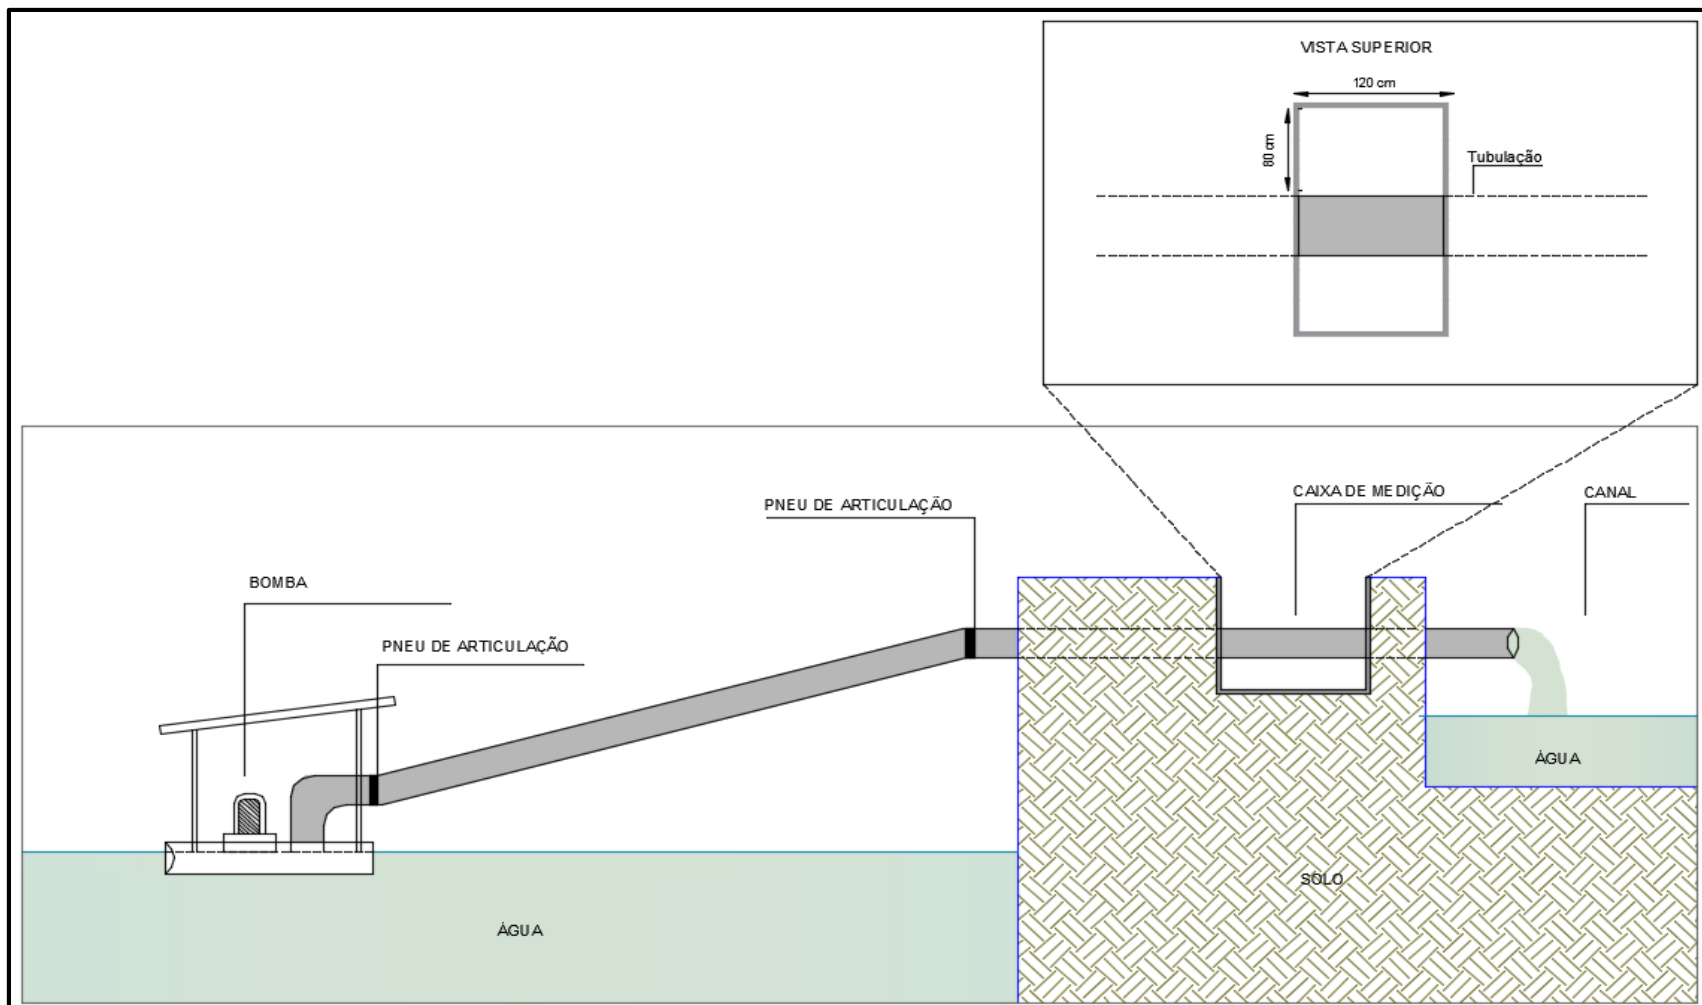 VISTA SUPERIOR
120 cm
80 cm
Tubulação
PNEU DE ARTICULAÇÃO
CAIXA DE MEDIÇÃO
CANAL
BOMBA
PNEU DE ARTICULAÇÃO
ÁGUA
SOLO
ÁGUA